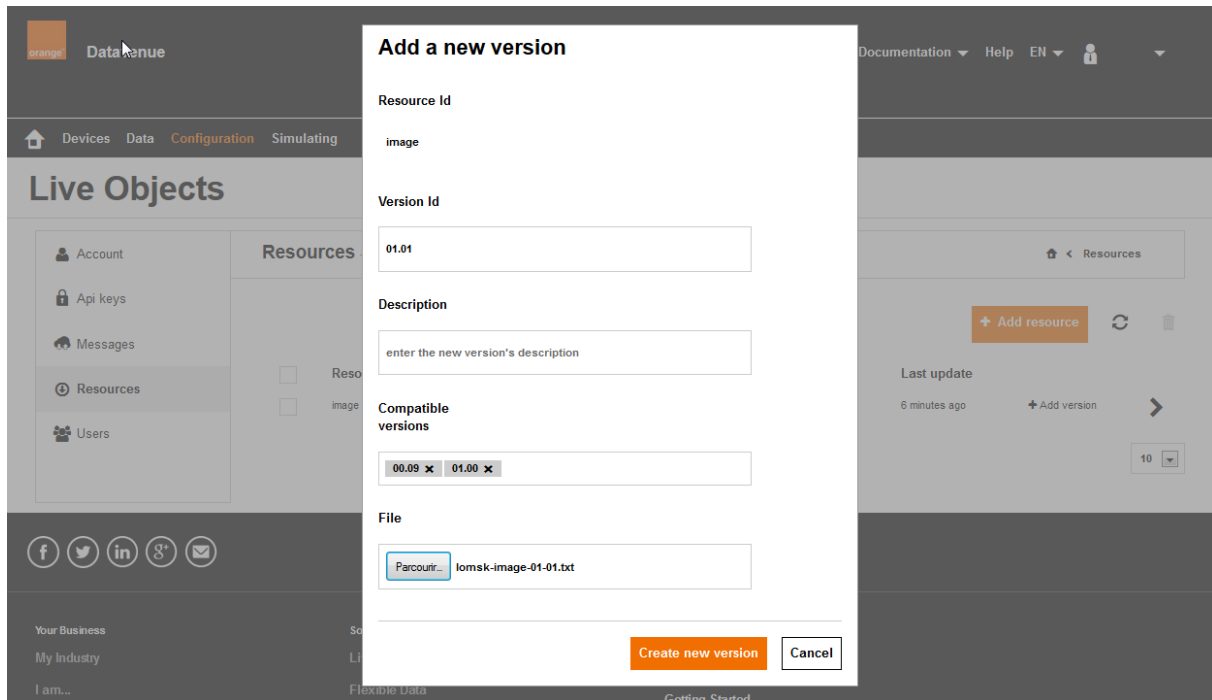 orange
Datavenue
Documentation
Help
EN
Devices
Data
Configuration
Simulating
Live Objects
Account
Api keys
Messages
Resources
Users
Resources
Resources
+ Add resource
Last update
image
6 minutes ago
+ Add version
10
Add a new version
Resource Id
image
Version Id
01.01
Description
enter the new version's description
Compatible
versions
00.09 × 01.00 ×
File
Parcourir... lomsk-image-01-01.txt
Create new version
Cancel
Your Business
My Industry
I am...
Flexible Data
Getting Started